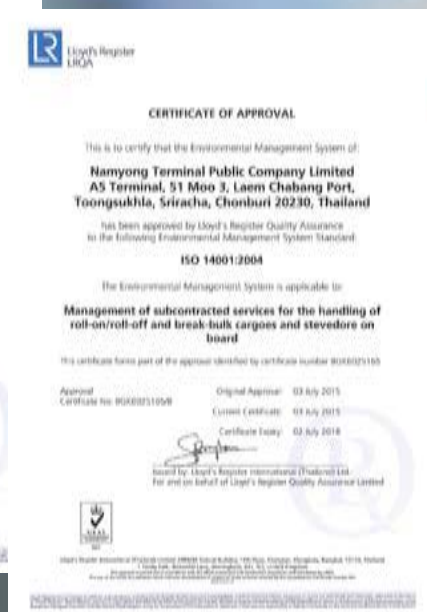 Lloyd's Register
LRQA
CERTIFICATE OF APPROVAL
This is to certify that the Environmental Management System of:
Namyong Terminal Public Company Limited
A5 Terminal, 51 Moo 3, Laem Chabang Port,
Toongsukhla, Sriracha, Chonburi 20230, Thailand
has been approved by Lloyd's Register Quality Assurance
to the following Environmental Management System Standard:
ISO 14001:2004
The Environmental Management System is applicable to:
Management of subcontracted services for the handling of
roll-on/roll-off and break-bulk cargoes and stevedore on
board
This certificate forms part of the approval identified by certificate number
Approval
Certificate No:
Original Approval: 03 July 2015
Current Certificate: 03 July 2015
Certificate Expiry: 02 July 2018
Issued by: Lloyd's Register International (Thailand) Ltd.
For and on behalf of Lloyd's Register Quality Assurance Limited